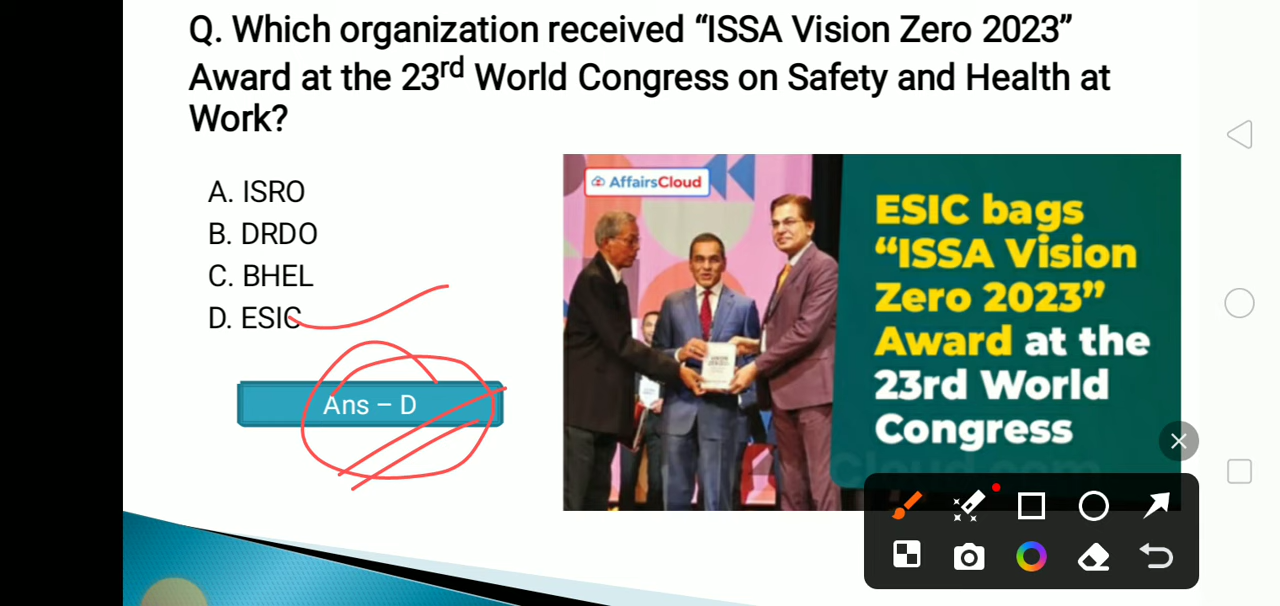 Q. Which organization received “ISSA Vision Zero 2023”
Award at the 23rd World Congress on Safety and Health at
Work?
A. ISRO
B. DRDO
C. BHEL
D. ESIC
Ans – D
AffairsCloud
ESIC bags
“ISSA Vision
Zero 2023”
Award at the
23rd World
Congress